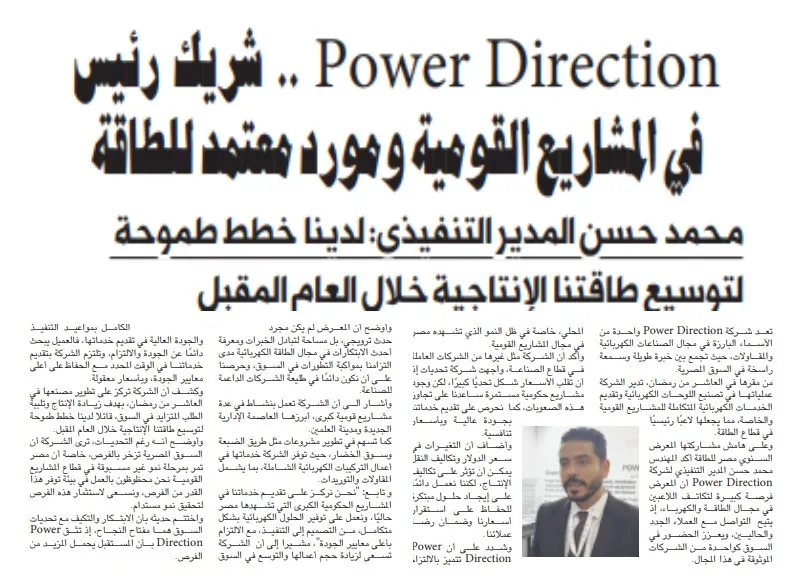 Power Direction .. شريك رئيس
في المشاريع القومية ومورد معتمد للطاقة
محمد حسن المدير التنفيذى: لدينا خطط طموحة
لتوسيع طاقتنا الإنتاجية خلال العام المقبل
تعد شركة Power Direction واحدة من
الأسماء البارزة في مجال الصناعات الكهربائية
والمقاولات، حيث تجمع بين خبرة طويلة وسمعة
راسخة في السوق المصرية.
من مقرها في العاشر من رمضان، تدير الشركة
عملياتها في تصنيع اللوحات الكهربائية وتقديم
الخدمات الكهربائية المتكاملة للمشاريع القومية
والخاصة، مما يجعلها لاعبًا رئيسيًا
في قطاع الطاقة.
وعلى هامش مشاركتها المعرض
السنوي مصر للطاقة أكد المهندس
محمد حسن المدير التنفيذي لشركة
Power Direction أن المعرض
فرصة كبيرة لتكاتف اللاعبين
في مجال الطاقة والكهرباء، إذ
يتيح التواصل مع العملاء الجدد
والحاليين، ويعزز الحضور في
السوق كواحدة من الشركات
الموثوقة في هذا المجال.
المحلي، خاصة في ظل النمو الذي تشهده مصر
في مجال المشاريع القومية.
وأكد أن الشركة مثل غيرها من الشركات العاملة
في قطاع الصناعة، واجهت شركة تحديات إذ
أن تقلب الأسعار شكل تحديًا كبيرًا، لكن وجود
مشاريع حكومية مستمرة ساعدنا على تجاوز
هذه الصعوبات، كما نحرص على تقديم خدماتنا
بجودة عالية وبأسعار
تنافسية.
وأضاف أن التغيرات في
سعر الدولار وتكاليف النقل
يمكن أن تؤثر على تكاليف
الإنتاج، لكننا نعمل دائمًا
على إيجاد حلول مبتكرة
للحفاظ على استقرار
أسعارنا وضمان رضا
عملائنا.
وشدد على أن Power
Direction تتميز بالالتزام
وأوضح أن المعرض لم يكن مجرد
حدث ترويجي، بل مساحة لتبادل الخبرات ومعرفة
أحدث الابتكارات في مجال الطاقة الكهربائية مدى
التزامنا بمواكبة التطورات في السوق، وحرصنا
على أن نكون دائمًا في طليعة الشركات الداعمة
للصناعة.
وأشار الى أن الشركة تعمل بنشاط في عدة
مشاريع قومية كبرى، أبرزها العاصمة الإدارية
الجديدة ومدينة العلمين.
كما تسهم في تطوير مشروعات مثل طريق الضبعة
وسوق الخضار، حيث توفر الشركة خدماتها في
أعمال التركيبات الكهربائية الشاملة، بما يشمل
المقاولات والتوريدات.
و تابع: "نحن نركز على تقديم خدماتنا في
المشاريع الحكومية الكبرى التي تشهدها مصر
حاليًا، ونعمل على توفير الحلول الكهربائية بشكل
متكامل، من التصميم إلى التنفيذ، مع الالتزام
بأعلى معايير الجودة"، مشيرا إلى أن الشركة
تسعى لزيادة حجم أعمالها والتوسع في السوق
الكامل بمواعيد التنفيذ
والجودة العالية في تقديم خدماتها، فالعميل يبحث
دائمًا عن الجودة والالتزام، وتلتزم الشركة بتقديم
خدماتنا في الوقت المحدد مع الحفاظ على أعلى
معايير الجودة، وبأسعار معقولة.
وكشف أن الشركة تركز على تطوير مصنعها في
العاشر من رمضان، بهدف زيادة الإنتاج وتلبية
الطلب المتزايد في السوق، قائلا لدينا خطط طموحة
لتوسيع طاقتنا الإنتاجية خلال العام المقبل.
وأوضح أنه رغم التحديات، ترى الشركة أن
السوق المصرية تزخر بالفرص، خاصة أن مصر
تمر بمرحلة نمو غير مسبوقة في قطاع المشاريع
القومية نحن محظوظون بالعمل في بيئة توفر هذا
القدر من الفرص، ونسعى لاستثمار هذه الفرص
لتحقيق نمو مستدام.
واختتم حديثه بأن الابتكار والتكيف مع تحديات
السوق هما مفتاح النجاح، إذ تثق Power
Direction بأن المستقبل يحمل المزيد من
الفرص.